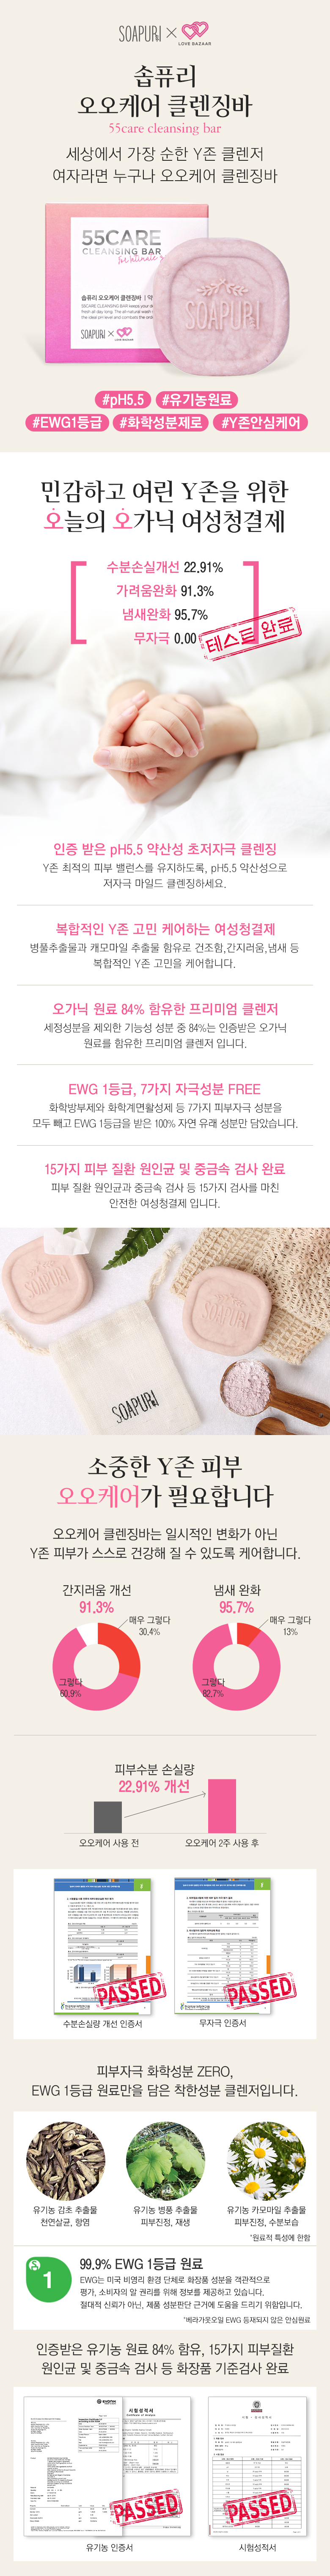 SOAPURI × LOVE BAZAAR
솝퓨리
오오케어 클렌징바
55care cleansing bar
세상에서 가장 순한 Y존 클렌저
여자라면 누구나 오오케어 클렌징바
55CARE
CLEANSING BAR
for intimate
솝퓨리 오오케어 클렌징바
SOAPURI × LOVE BAZAAR
SOAPURI
#pH5.5 #유기농원료
#EWG1등급 #화학성분제로 #Y존안심케어
민감하고 여린 Y존을 위한
오늘의 오가닉 여성청결제
수분손실개선 22.91%
가려움완화 91.3%
냄새완화 95.7%
무자극 0.00
테스트 완료
인증 받은 pH5.5 약산성 초저자극 클렌징
Y존 최적의 피부 밸런스를 유지하도록, pH5.5 약산성으로
저자극 마일드 클렌징하세요.
복합적인 Y존 고민 케어하는 여성청결제
병풀추출물과 캐모마일 추출물 함유로 건조함,간지러움,냄새 등
복합적인 Y존 고민을 케어합니다.
오가닉 원료 84% 함유한 프리미엄 클렌저
세정성분을 제외한 기능성 성분 중 84%는 인증받은 오가닉
원료를 함유한 프리미엄 클렌저 입니다.
EWG 1등급, 7가지 자극성분 FREE
화학방부제와 화학계면활성제 등 7가지 피부자극 성분을
모두 빼고 EWG 1등급을 받은 100% 자연 유래 성분만 담았습니다.
15가지 피부 질환 원인균 및 중금속 검사 완료
피부 질환 원인균과 중금속 검사 등 15가지 검사를 마친
안전한 여성청결제 입니다.
SOAPURI
SOAPURI
소중한 Y존 피부
오오케어가 필요합니다
오오케어 클렌징바는 일시적인 변화가 아닌
Y존 피부가 스스로 건강해 질 수 있도록 케어합니다.
간지러움 개선
91.3%
매우 그렇다
30.4%
그렇다
60.9%
냄새 완화
95.7%
매우 그렇다
13%
그렇다
82.7%
피부수분 손실량
22.91% 개선
오오케어 사용 전
오오케어 2주 사용 후
PASSED
PASSED
수분손실량 개선 인증서
무자극 인증서
피부자극 화학성분 ZERO,
EWG 1등급 원료만을 담은 착한성분 클렌저입니다.
유기농 감초 추출물
천연살균, 항염
유기농 병풀 추출물
피부진정, 재생
유기농 카모마일 추출물
피부진정, 수분보습
*원료적 특성에 한함
1
99.9% EWG 1등급 원료
EWG는 미국 비영리 환경 단체로 화장품 성분을 객관적으로
평가, 소비자의 알 권리를 위해 정보를 제공하고 있습니다.
절대적 신뢰가 아닌, 제품 성분판단 근거에 도움을 드리기 위함입니다.
*베라가못오일 EWG 등재되지 않은 안심원료
인증받은 유기농 원료 84% 함유, 15가지 피부질환
원인균 및 중금속 검사 등 화장품 기준검사 완료
시험성적서
PASSED
PASSED
유기농 인증서
시험성적서